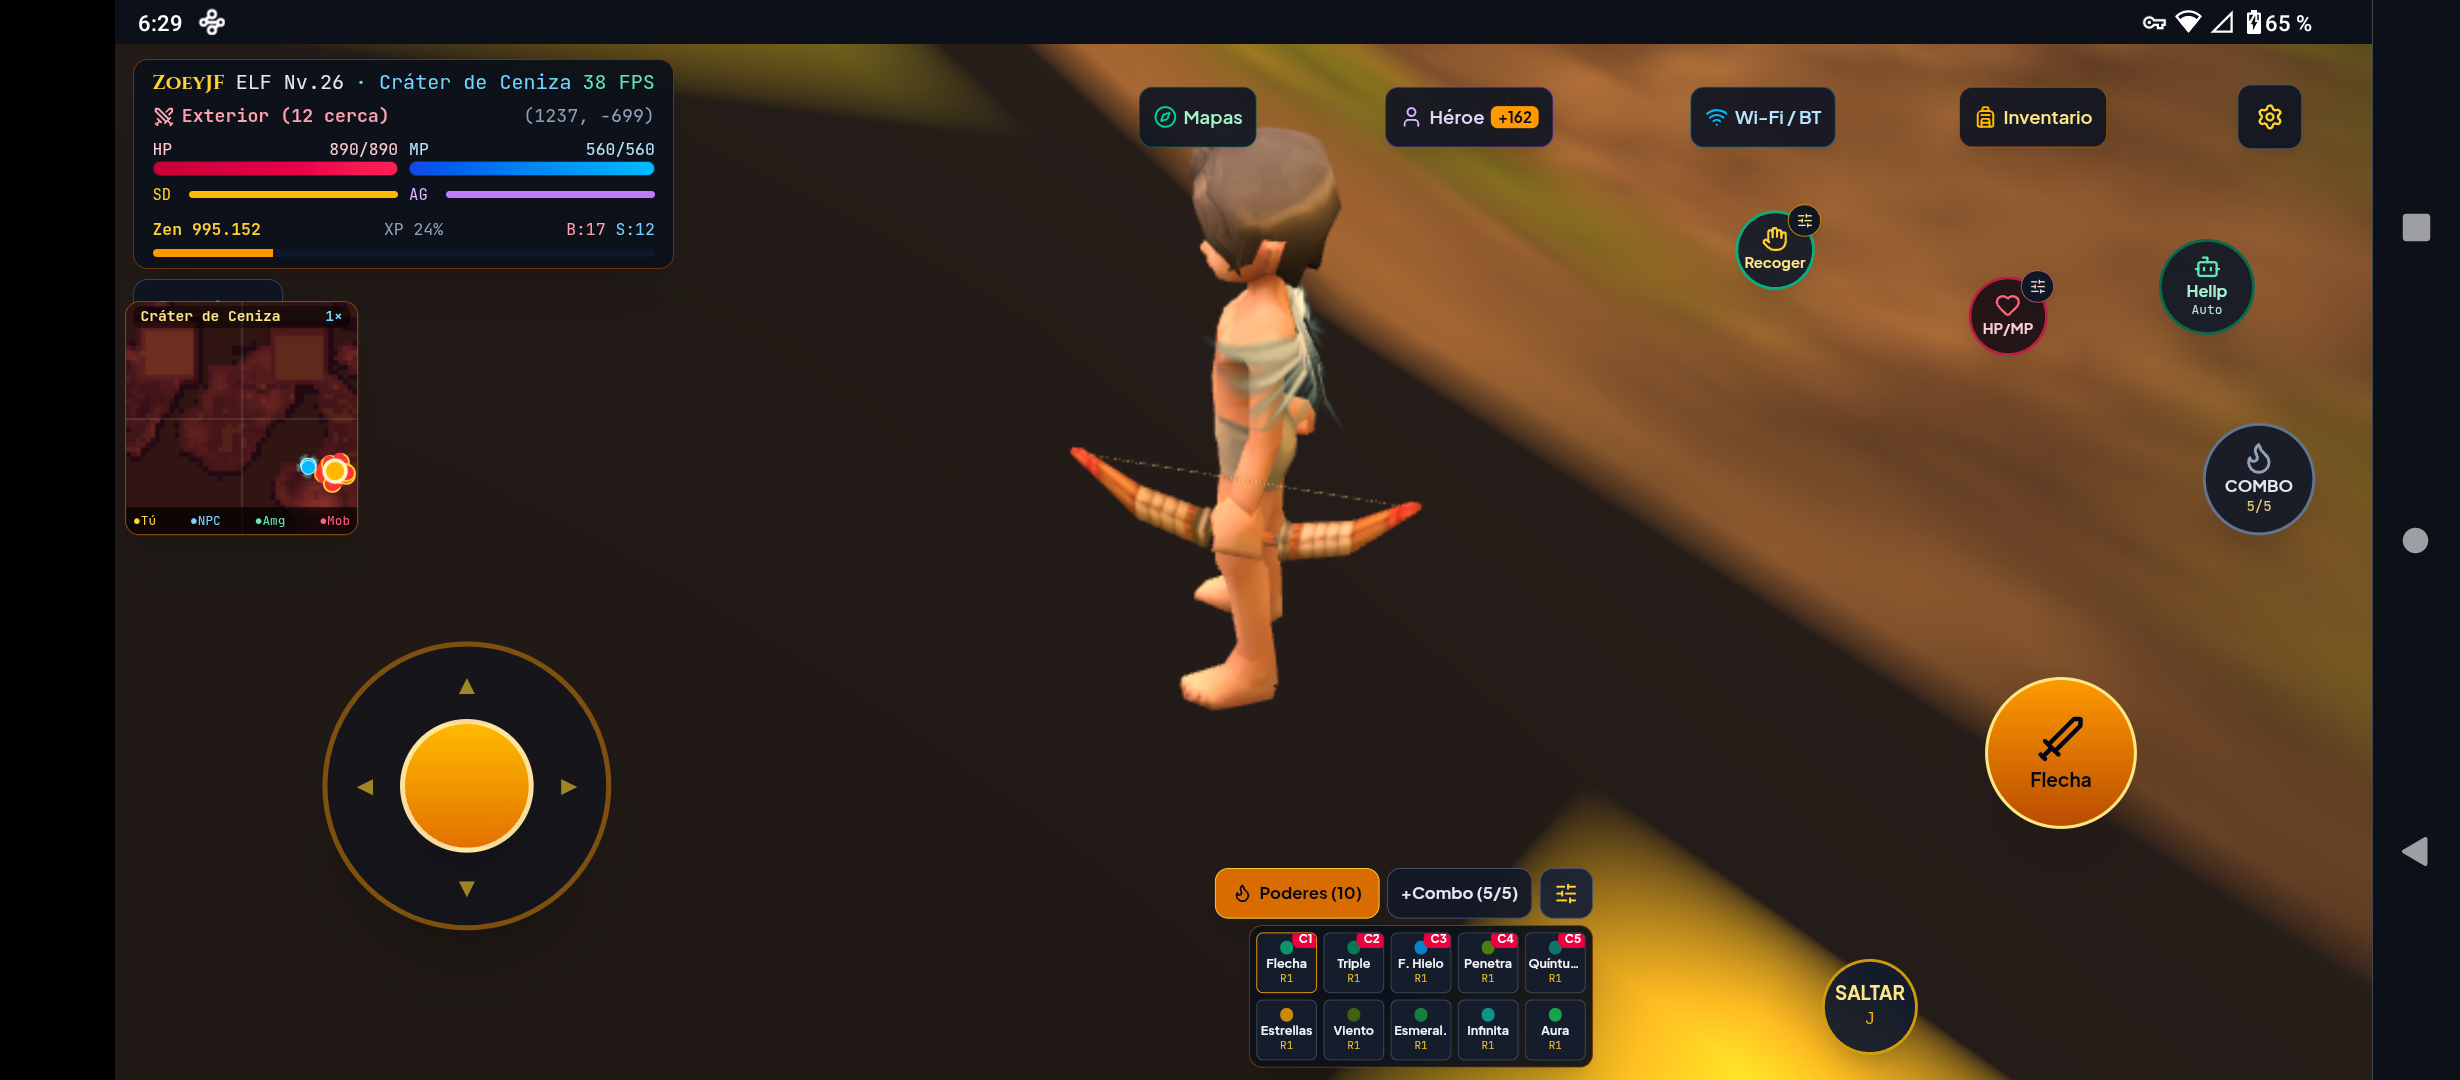 6:29
65 %
ZOEYJF ELF Nv.26 · Cráter de Ceniza 38 FPS
Exterior (12 cerca) (1237, -699)
HP 890/890 MP 560/560
SD AG
Zen 995.152 XP 24% B:17 S:12
Mapas
Héroe +162
Wi-Fi / BT
Inventario
Recoger
HP/MP
Hellp
Auto
Cráter de Ceniza 1×
Tú NPC Amg Mob
COMBO
5/5
Flecha
Poderes (10) +Combo (5/5)
C1 C2 C3 C4 C5
Flecha Triple F. Hielo Penetra Quíntu...
R1 R1 R1 R1 R1
Estrellas Viento Esmeral. Infinita Aura
R1 R1 R1 R1 R1
SALTAR
J